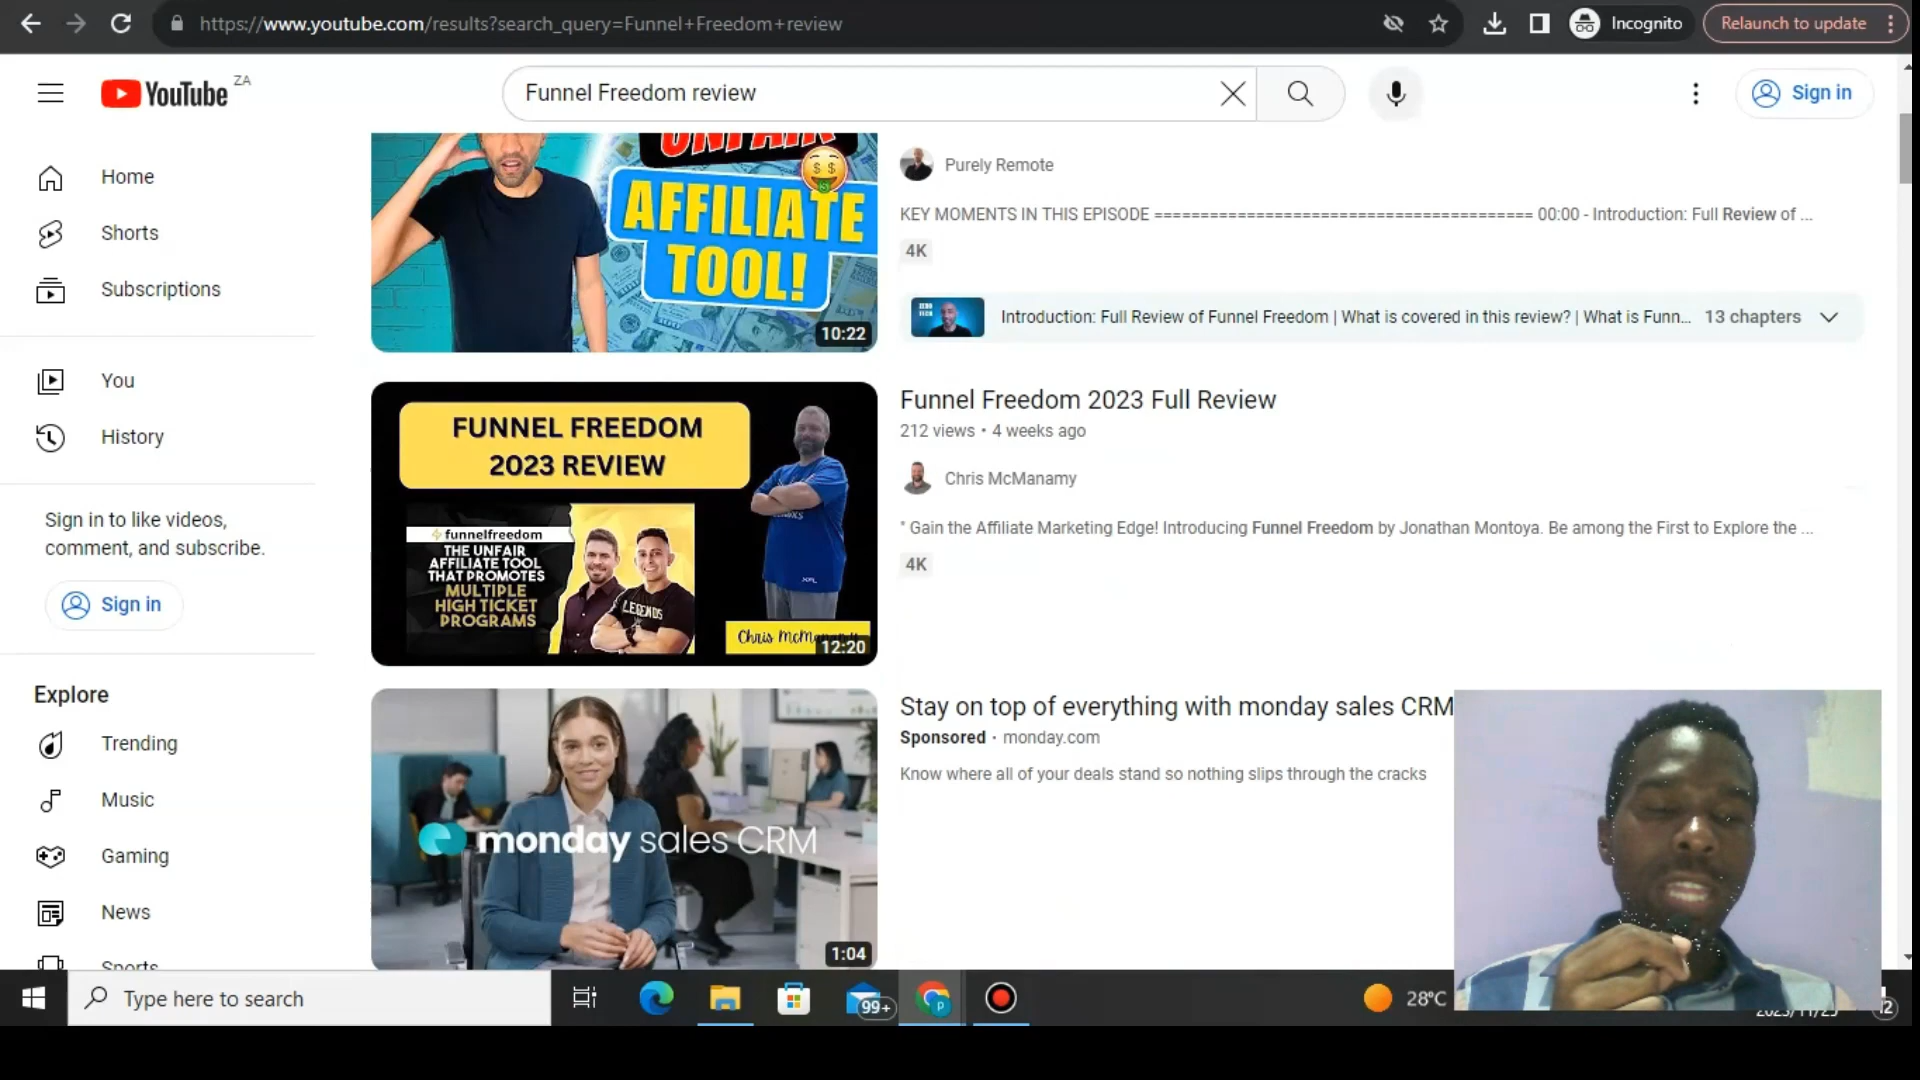 https://www.youtube.com/results?search_query=Funnel+Freedom+review
Incognito
Relaunch to update
YouTube ZA
Funnel Freedom review
Sign in
Home
Shorts
Subscriptions
You
History
Sign in to like videos,
comment, and subscribe.
Sign in
Explore
Trending
Music
Gaming
News
Sports
UNFAIR
AFFILIATE
TOOL!
10:22
Purely Remote
KEY MOMENTS IN THIS EPISODE ====================================== 00:00 - Introduction: Full Review of ...
4K
Introduction: Full Review of Funnel Freedom | What is covered in this review? | What is Funn...
13 chapters
FUNNEL FREEDOM
2023 REVIEW
funnelfreedom
THE UNFAIR
AFFILIATE TOOL
THAT PROMOTES
MULTIPLE
HIGH TICKET
PROGRAMS
LEGENDS
12:20
Funnel Freedom 2023 Full Review
212 views • 4 weeks ago
Chris McManamy
" Gain the Affiliate Marketing Edge! Introducing Funnel Freedom by Jonathan Montoya. Be among the First to Explore the ...
4K
monday sales CRM
1:04
Stay on top of everything with monday sales CRM
Sponsored • monday.com
Know where all of your deals stand so nothing slips through the cracks
Type here to search
99+
28°C